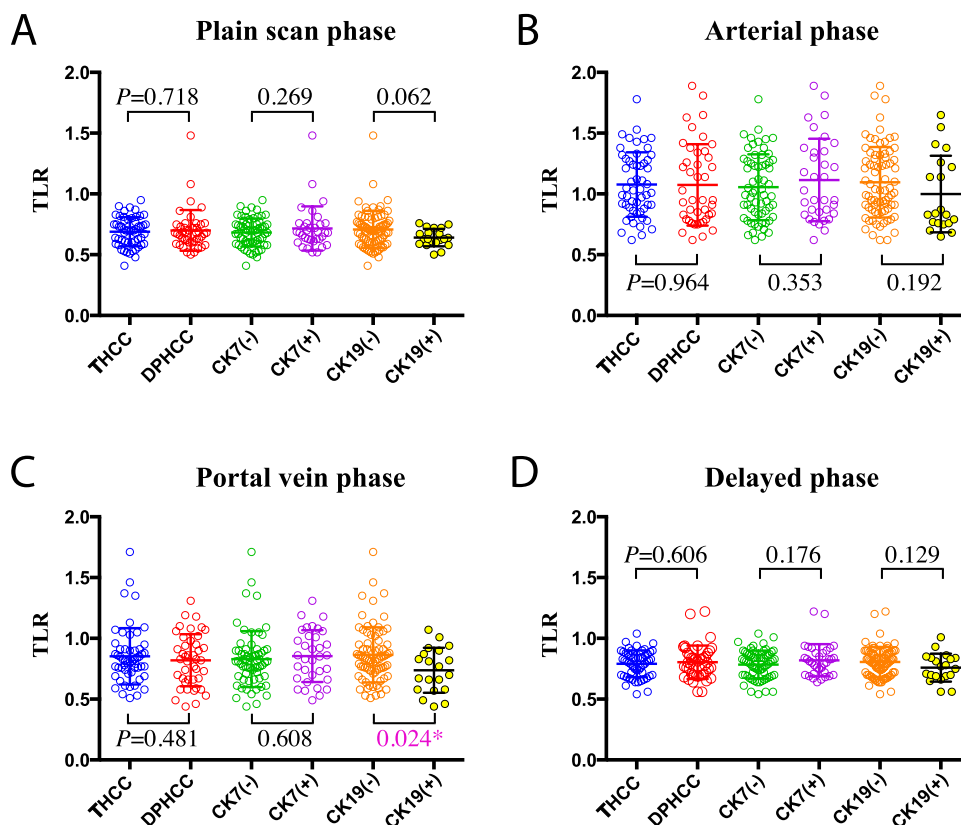 A
Plain scan phase
2.0
1.5
1.0
0.5
0.0
TLR
P=0.718
0.269
0.062
THCC
DPHCC
CK7(-)
CK7(+)
CK19(-)
CK19(+)
B
Arterial phase
2.0
1.5
1.0
0.5
0.0
TLR
P=0.964
0.353
0.192
THCC
DPHCC
CK7(-)
CK7(+)
CK19(-)
CK19(+)
C
Portal vein phase
2.0
1.5
1.0
0.5
0.0
TLR
P=0.481
0.608
0.024*
THCC
DPHCC
CK7(-)
CK7(+)
CK19(-)
CK19(+)
D
Delayed phase
2.0
1.5
1.0
0.5
0.0
TLR
P=0.606
0.176
0.129
THCC
DPHCC
CK7(-)
CK7(+)
CK19(-)
CK19(+)